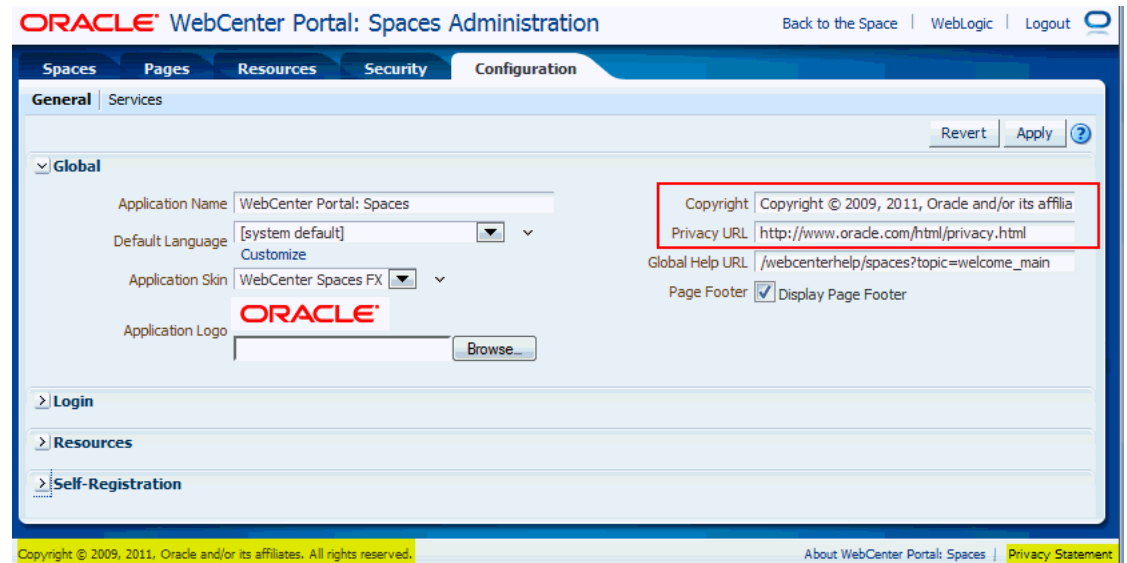 ORACLE WebCenter Portal: Spaces Administration Back to the Space | WebLogic | Logout
Spaces Pages Resources Security Configuration
General | Services
Revert Apply ?
Global
Application Name WebCenter Portal: Spaces
Copyright Copyright © 2009, 2011, Oracle and/or its affilia
Default Language [system default]
Customize
Privacy URL http://www.oracle.com/html/privacy.html
Global Help URL /webcenterhelp/spaces?topic=welcome_main
Application Skin WebCenter Spaces FX
Page Footer Display Page Footer
ORACLE
Application Logo
Browse...
Login
Resources
Self-Registration
Copyright © 2009, 2011, Oracle and/or its affiliates. All rights reserved. About WebCenter Portal: Spaces | Privacy Statement